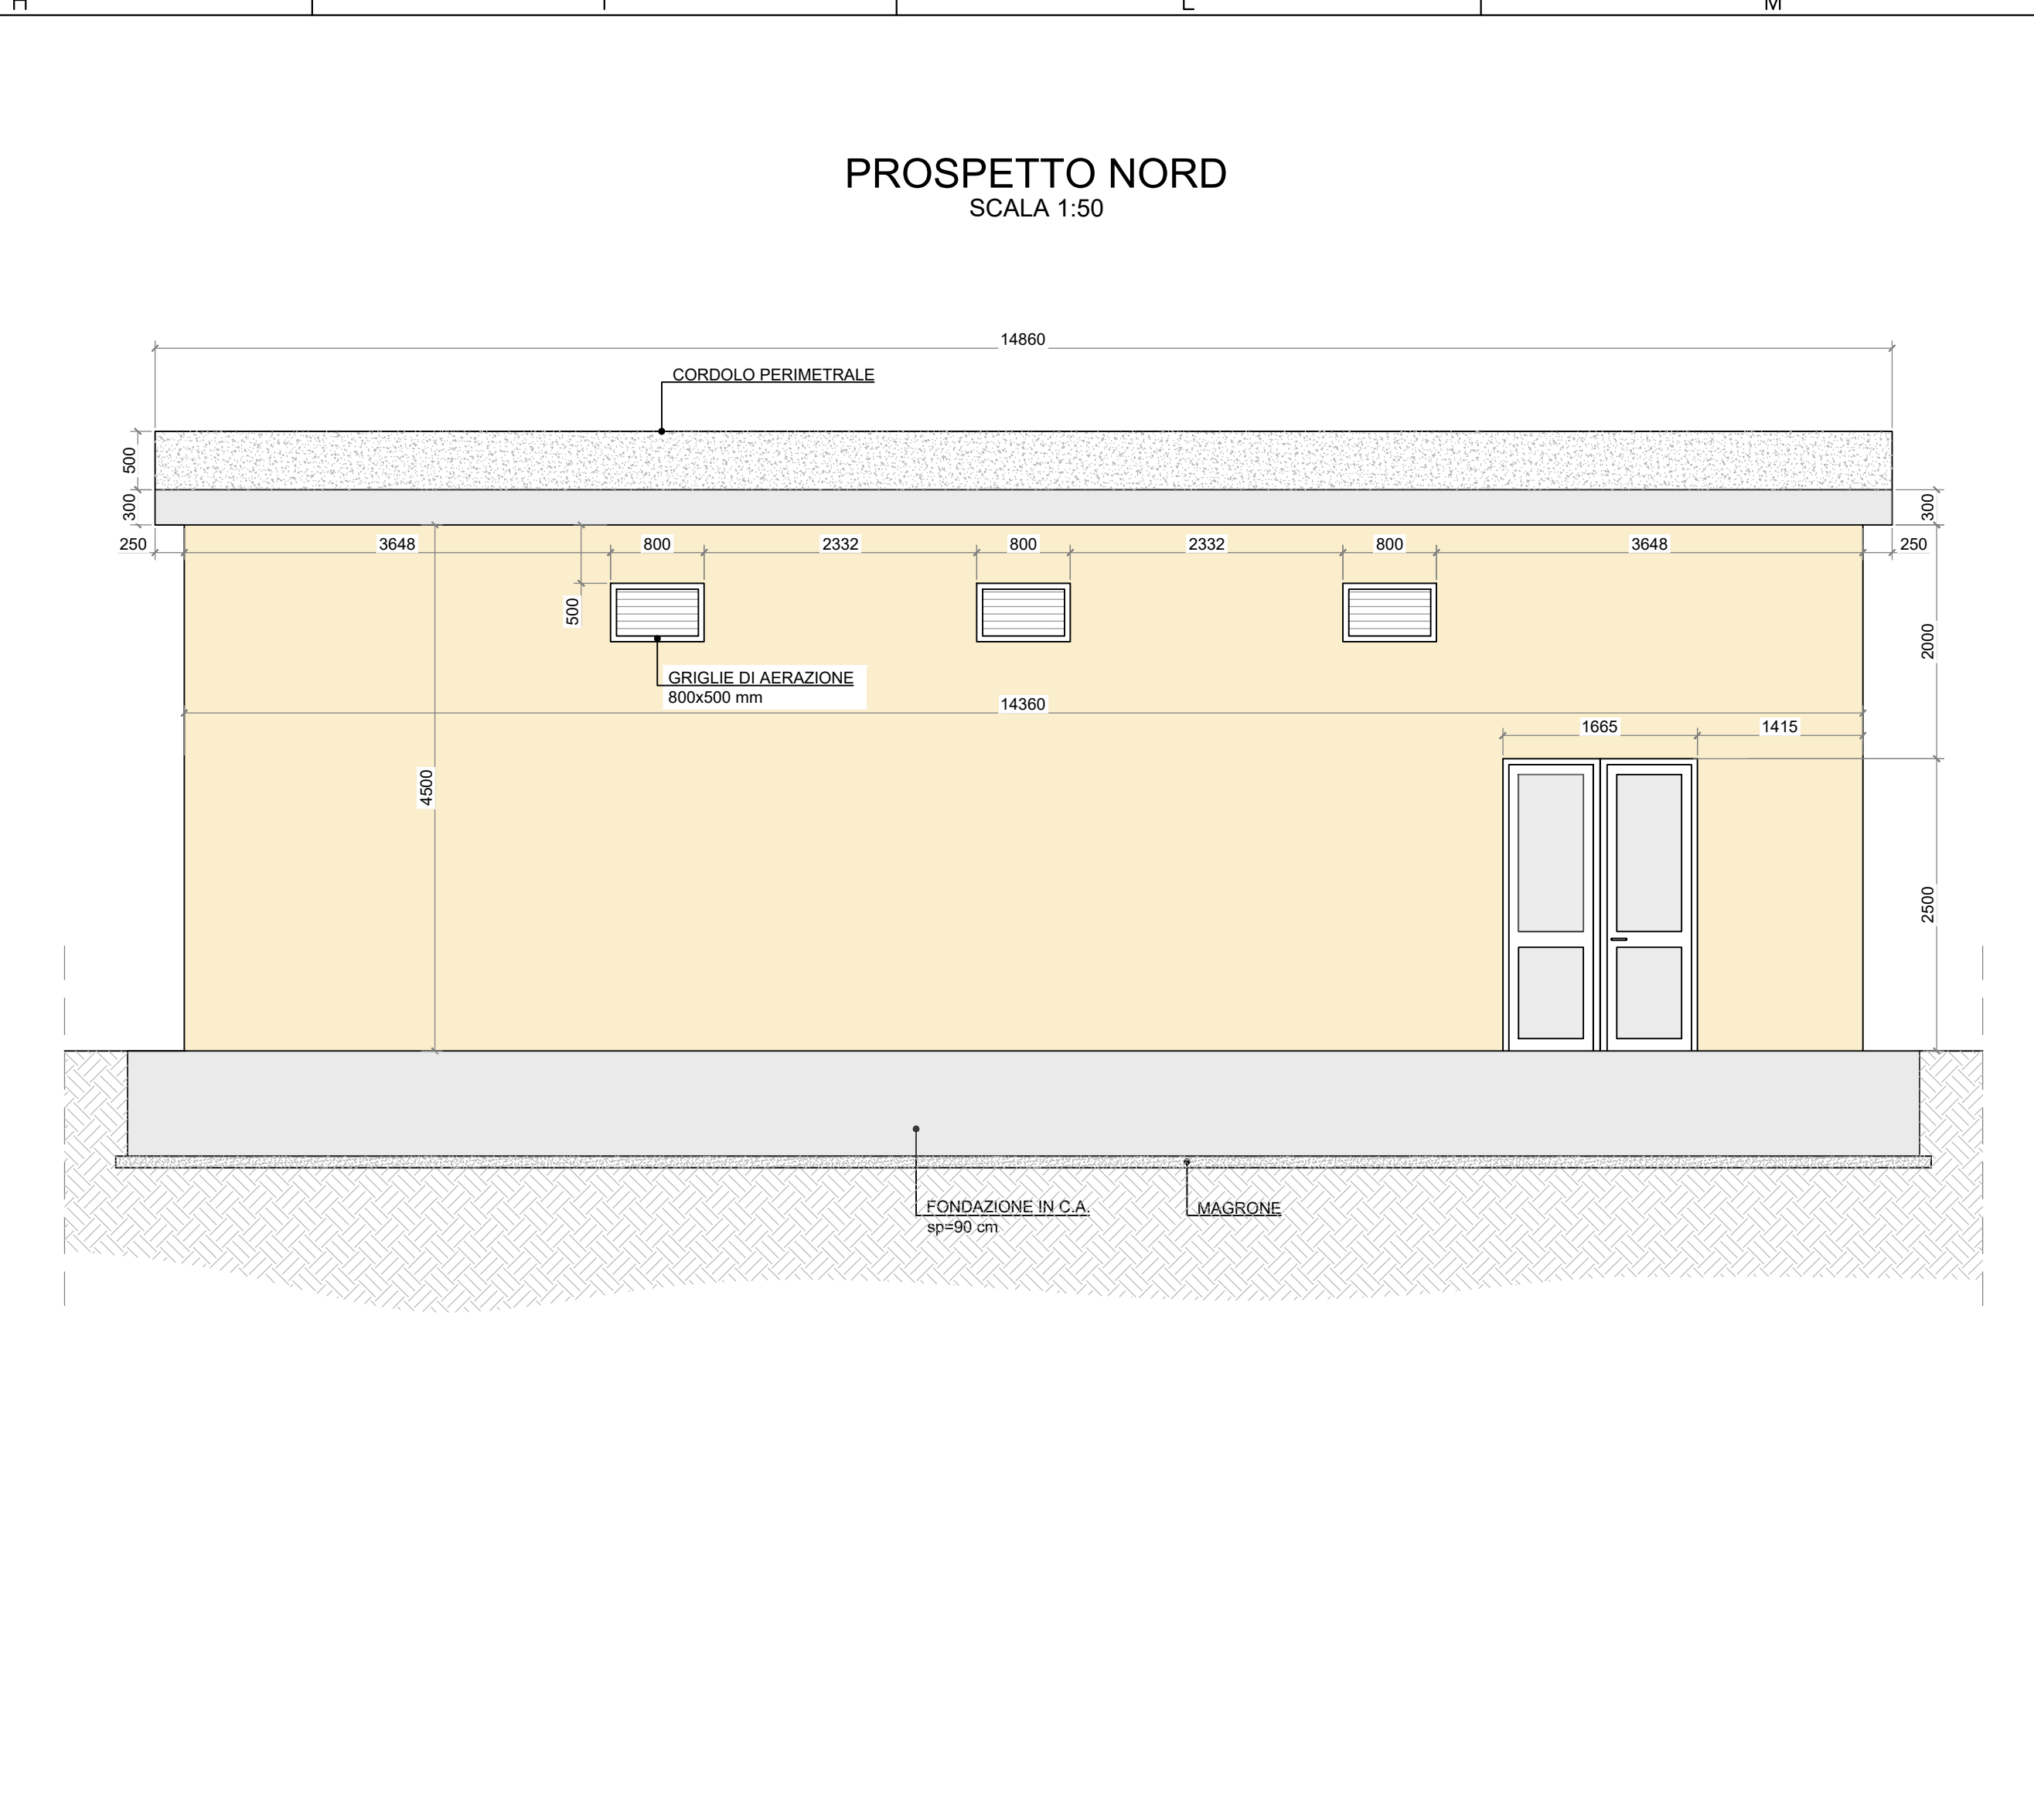 PROSPETTO NORD
SCALA 1:50
14860
CORDOLO PERIMETRALE
500
300
300
250
3648
800
2332
800
2332
800
3648
250
500
2000
GRIGLIE DI AERAZIONE
800x500 mm
14360
1665
1415
4500
2500
FONDAZIONE IN C.A.
sp=90 cm
MAGRONE